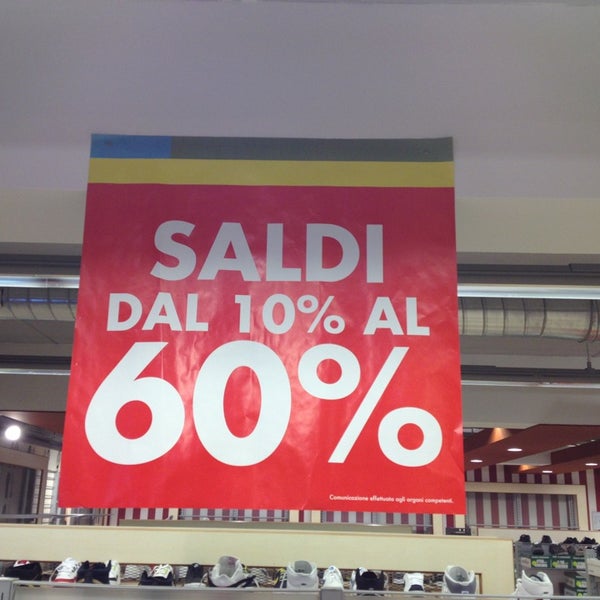 SALDI
DAL 10% AL
60%
Comunicazione effettuata agli organi competenti.